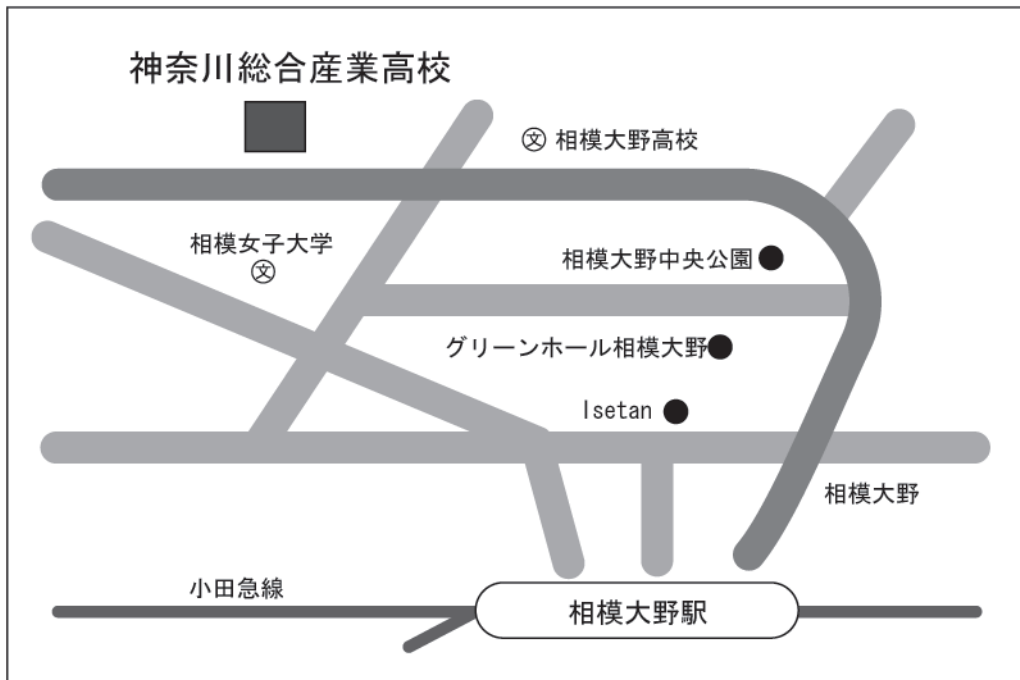 神奈川総合産業高校
㊛ 相模大野高校
相模女子大学
㊛
相模大野中央公園
グリーンホール相模大野
Isetan
相模大野
小田急線
相模大野駅